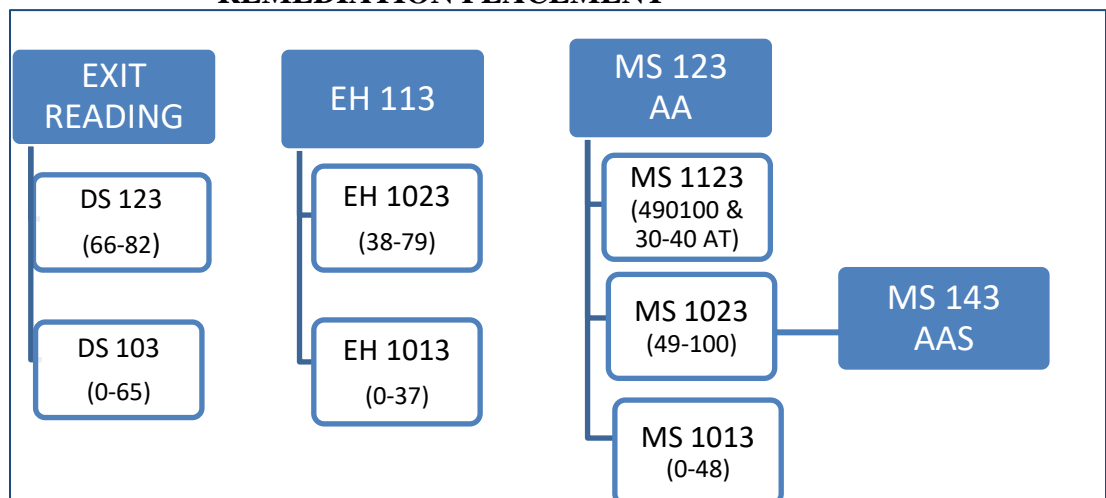 REMEDIATION PLACEMENT
EXIT
READING
DS 123
(66-82)
DS 103
(0-65)
EH 113
EH 1023
(38-79)
EH 1013
(0-37)
MS 123
AA
MS 1123
(490100 &
30-40 AT)
MS 1023
(49-100)
MS 1013
(0-48)
MS 143
AAS